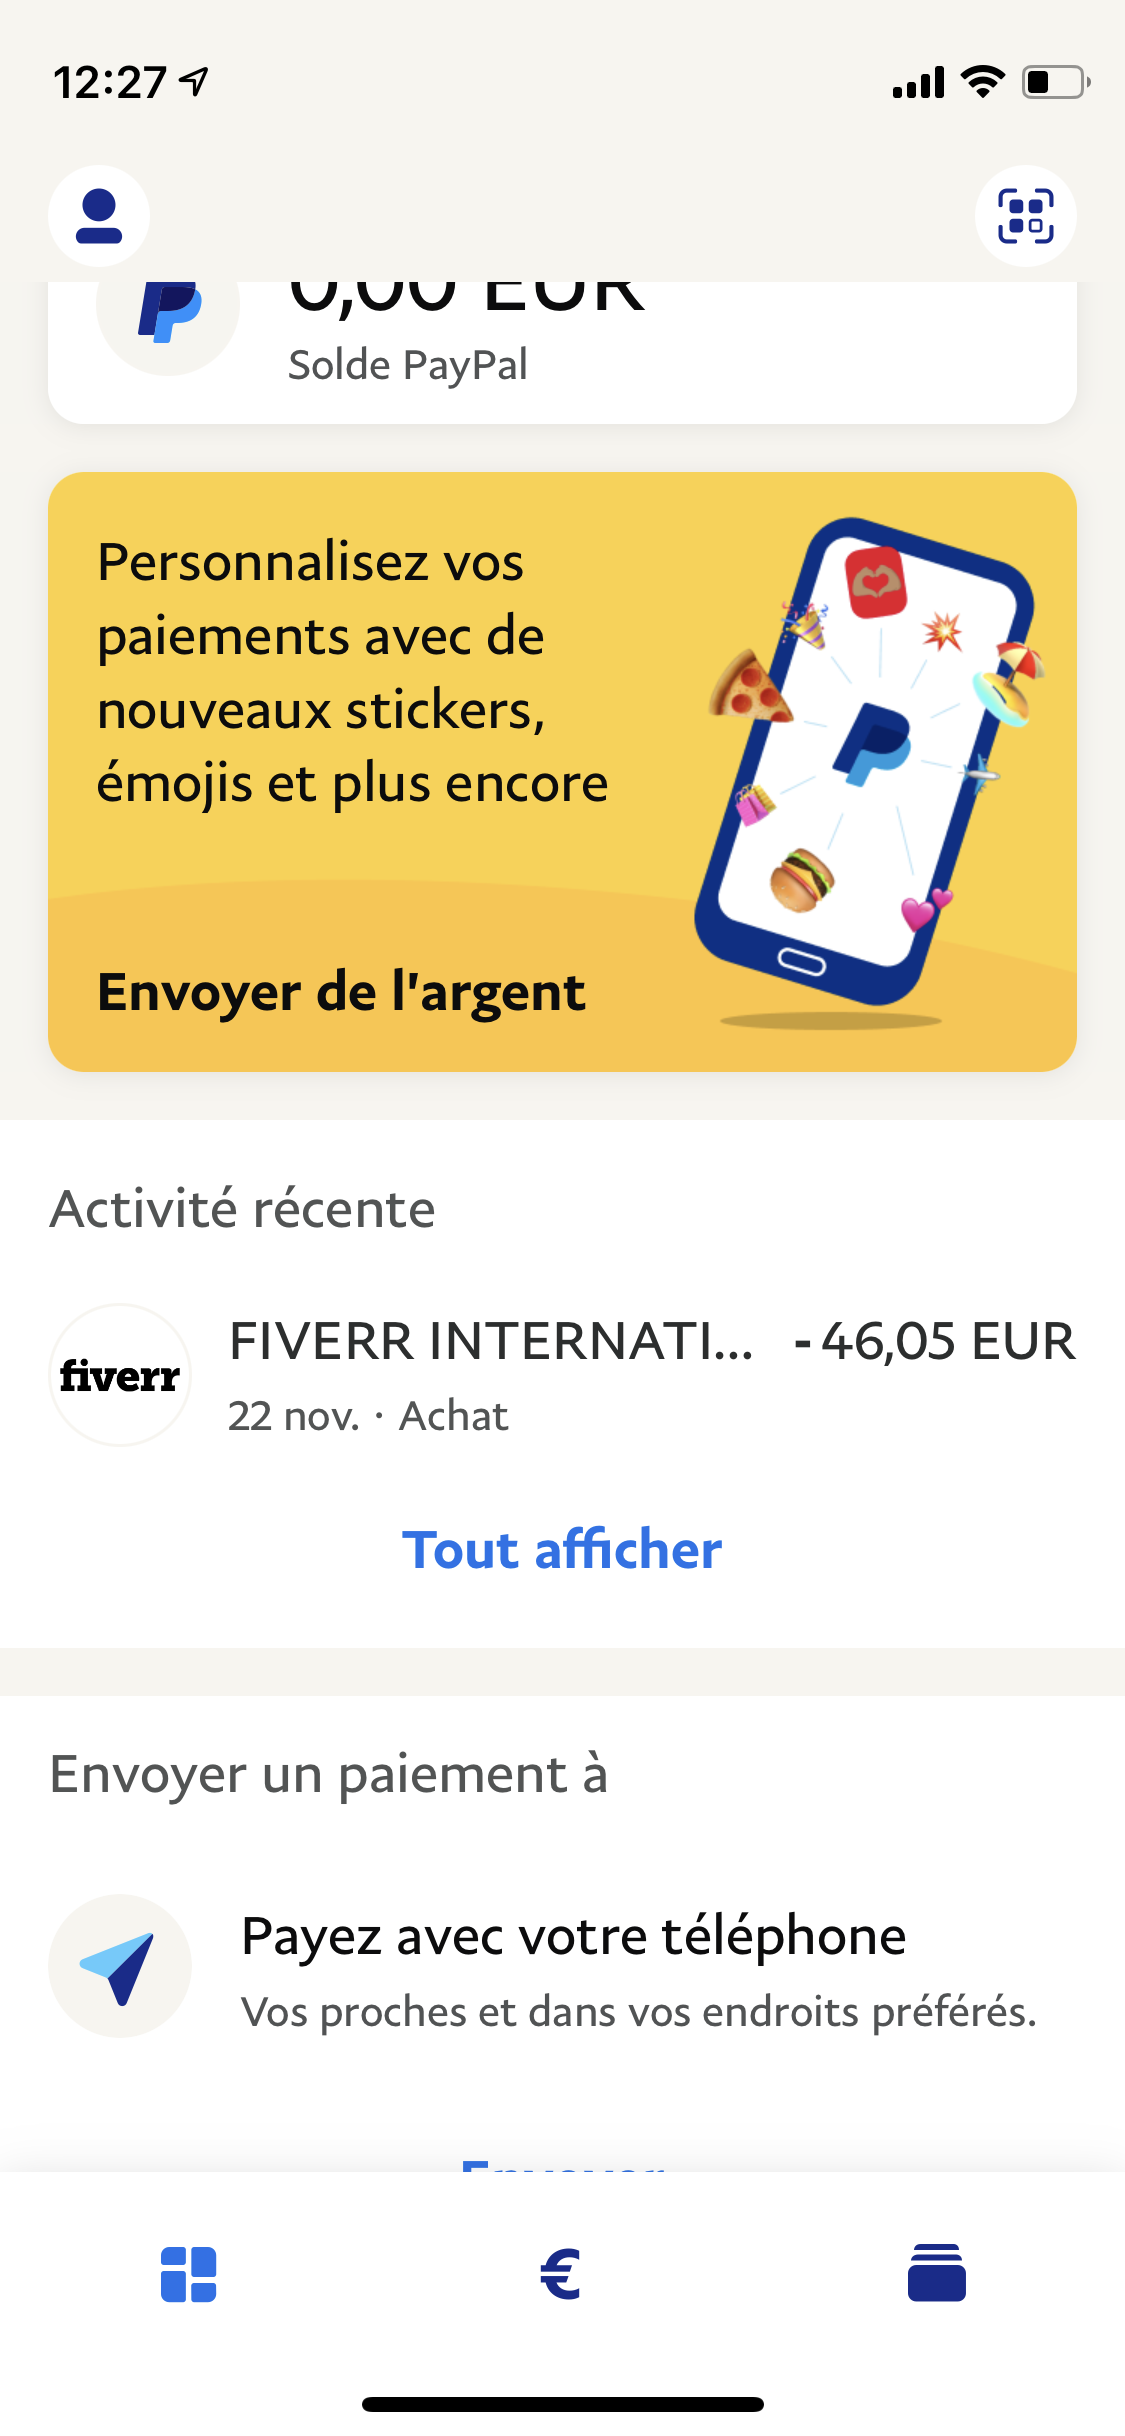 12:27
0,00 EUR
Solde PayPal
Personnalisez vos
paiements avec de
nouveaux stickers,
émojis et plus encore
Envoyer de l'argent
Activité récente
fiverr
FIVERR INTERNATI... -46,05 EUR
22 nov. · Achat
Tout afficher
Envoyer un paiement à
Payez avec votre téléphone
Vos proches et dans vos endroits préférés.
Envoyer
€